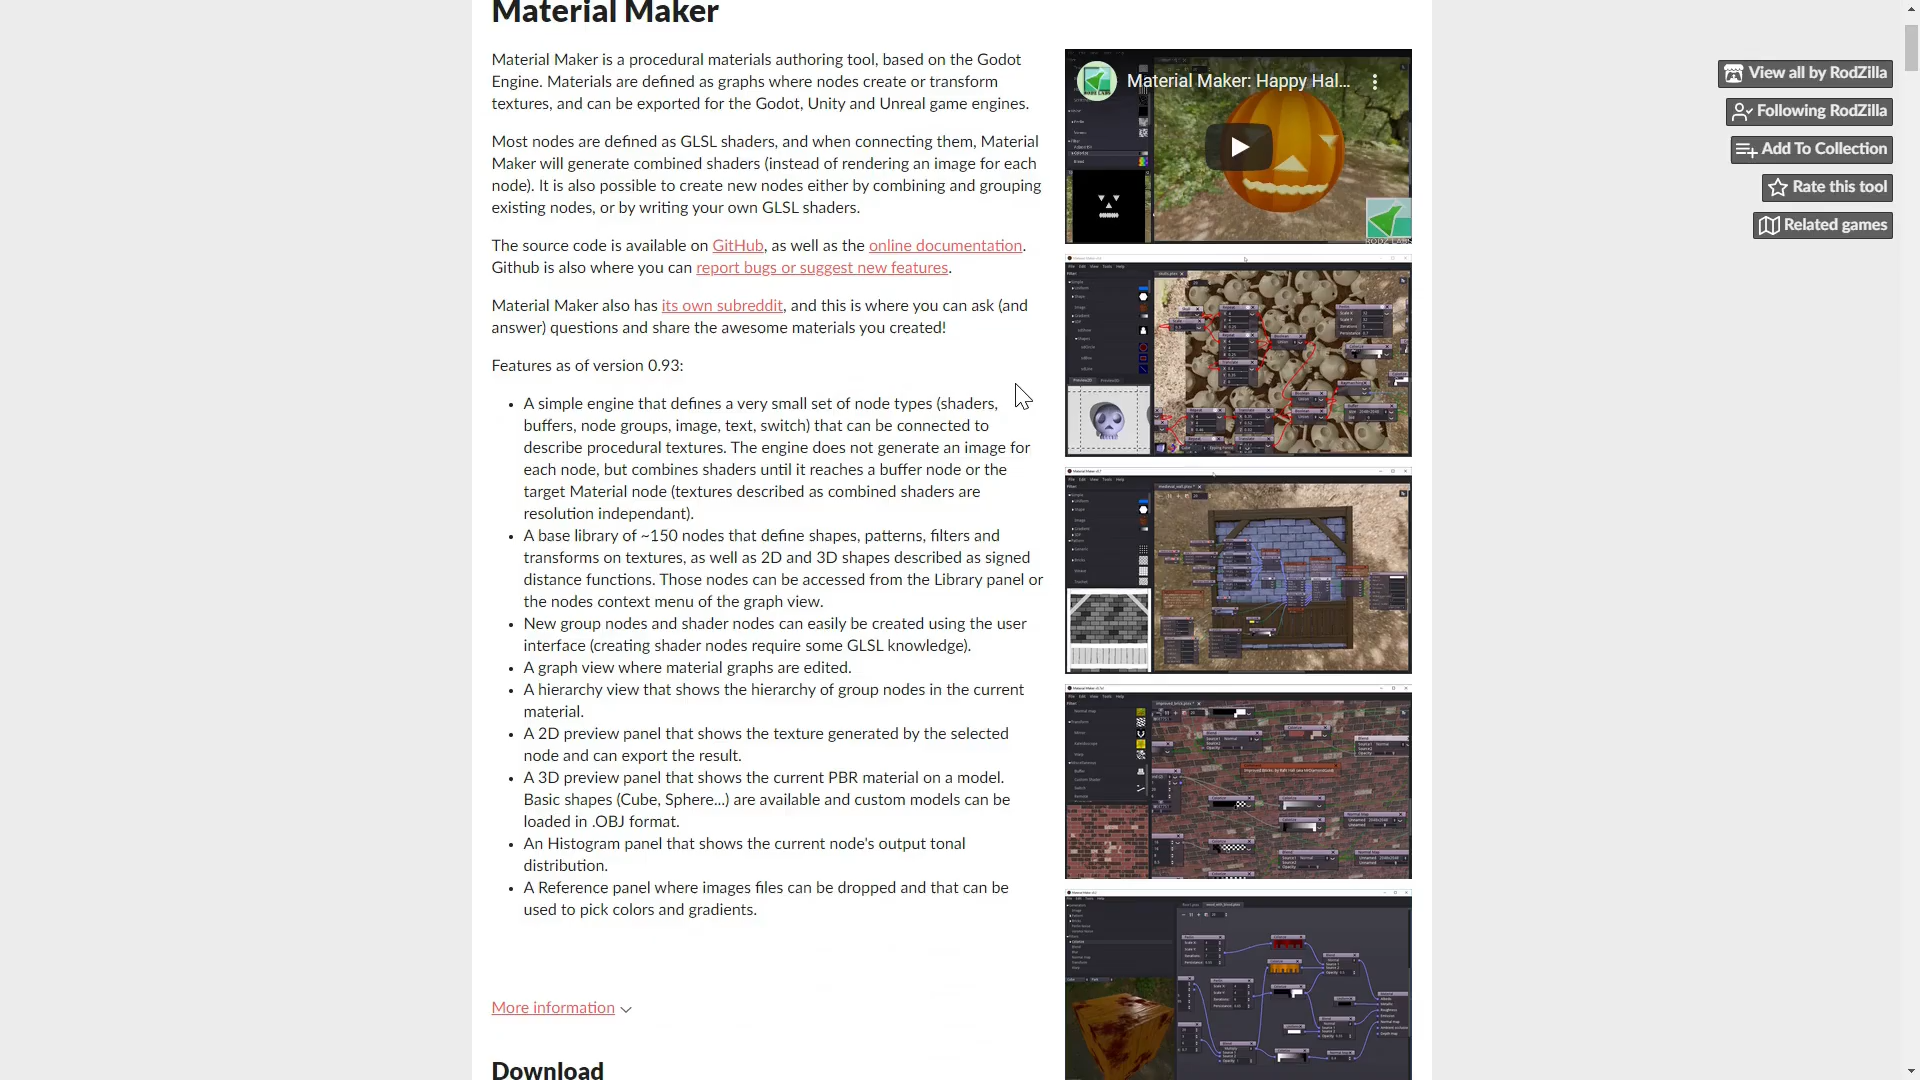 Material Maker
Material Maker is a procedural materials authoring tool, based on the Godot
Engine. Materials are defined as graphs where nodes create or transform
textures, and can be exported for the Godot, Unity and Unreal game engines.
Most nodes are defined as GLSL shaders, and when connecting them, Material
Maker will generate combined shaders (instead of rendering an image for each
node). It is also possible to create new nodes either by combining and grouping
existing nodes, or by writing your own GLSL shaders.
The source code is available on GitHub, as well as the online documentation.
Github is also where you can report bugs or suggest new features.
Material Maker also has its own subreddit, and this is where you can ask (and
answer) questions and share the awesome materials you created!
Features as of version 0.93:
• A simple engine that defines a very small set of node types (shaders,
buffers, node groups, image, text, switch) that can be connected to
describe procedural textures. The engine does not generate an image for
each node, but combines shaders until it reaches a buffer node or the
target Material node (textures described as combined shaders are
resolution independant).
• A base library of ~150 nodes that define shapes, patterns, filters and
transforms on textures, as well as 2D and 3D shapes described as signed
distance functions. Those nodes can be accessed from the Library panel or
the nodes context menu of the graph view.
• New group nodes and shader nodes can easily be created using the user
interface (creating shader nodes require some GLSL knowledge).
• A graph view where material graphs are edited.
• A hierarchy view that shows the hierarchy of group nodes in the current
material.
• A 2D preview panel that shows the texture generated by the selected
node and can export the result.
• A 3D preview panel that shows the current PBR material on a model.
Basic shapes (Cube, Sphere...) are available and custom models can be
loaded in .OBJ format.
• An Histogram panel that shows the current node's output tonal
distribution.
• A Reference panel where images files can be dropped and that can be
used to pick colors and gradients.
More information
Download
Material Maker: Happy Hal...
View all by RodZilla
Following RodZilla
Add To Collection
Rate this tool
Related games